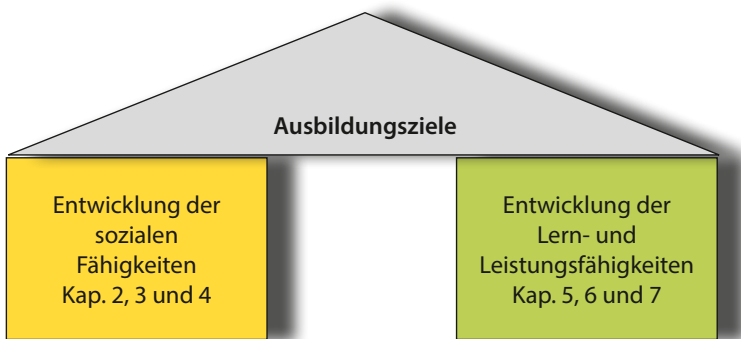 Ausbildungsziele
Entwicklung der
sozialen
Fähigkeiten
Kap. 2, 3 und 4
Entwicklung der
Lern- und
Leistungsfähigkeiten
Kap. 5, 6 und 7